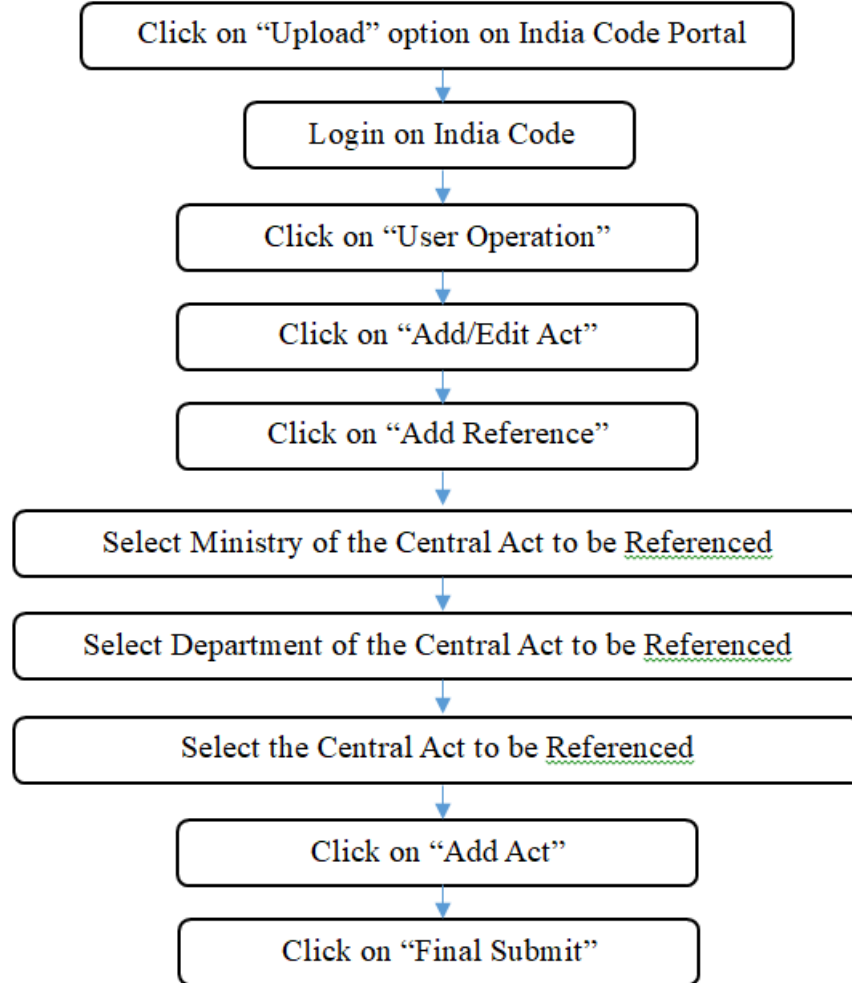 Click on “Upload” option on India Code Portal
Login on India Code
Click on “User Operation”
Click on “Add/Edit Act”
Click on “Add Reference”
Select Ministry of the Central Act to be Referenced
Select Department of the Central Act to be Referenced
Select the Central Act to be Referenced
Click on “Add Act”
Click on “Final Submit”